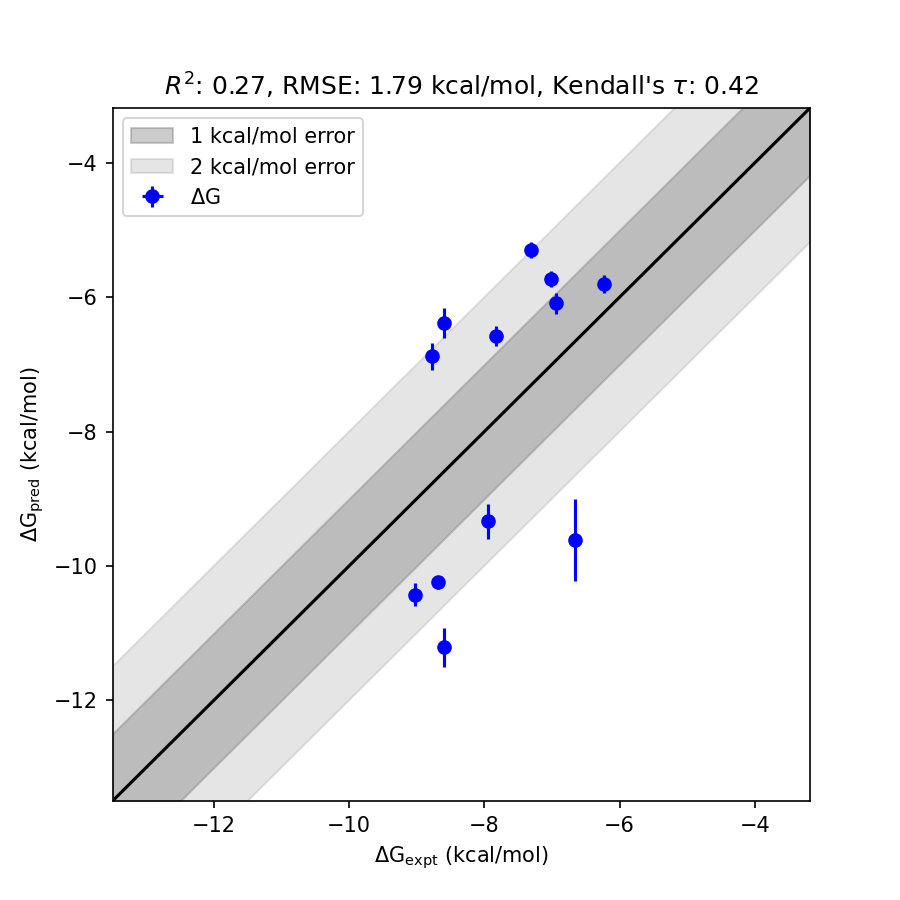 R²: 0.27, RMSE: 1.79 kcal/mol, Kendall's τ: 0.42
1 kcal/mol error
2 kcal/mol error
ΔG
−4
−6
−8
−10
−12
ΔGpred (kcal/mol)
−12 −10 −8 −6 −4
ΔGexpt (kcal/mol)